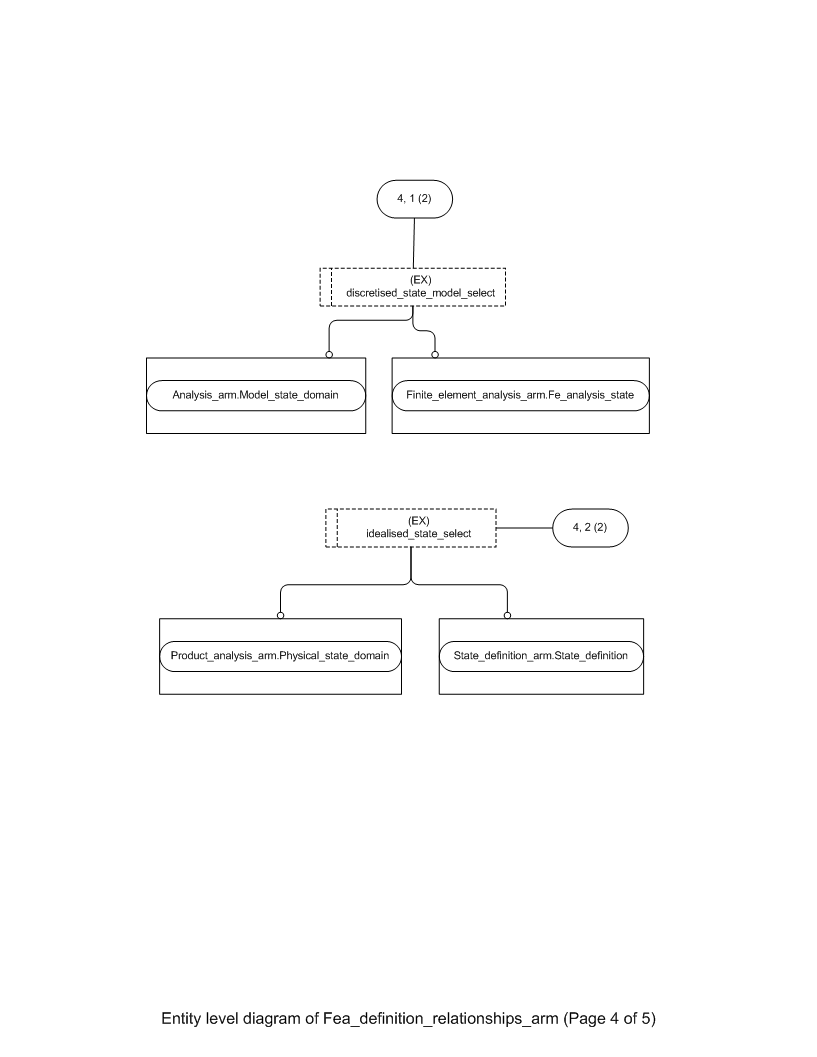 4, 1 (2)
(EX)
discretised_state_model_select
Analysis_arm.Model_state_domain
Finite_element_analysis_arm.Fe_analysis_state
(EX)
idealised_state_select
4, 2 (2)
Product_analysis_arm.Physical_state_domain
State_definition_arm.State_definition
Entity level diagram of Fea_definition_relationships_arm (Page 4 of 5)